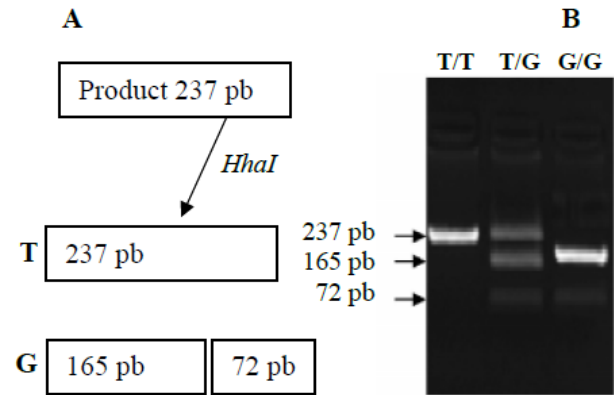 A
Product 237 pb
HhaI
T 237 pb
G 165 pb 72 pb
B
T/T T/G G/G
237 pb
165 pb
72 pb